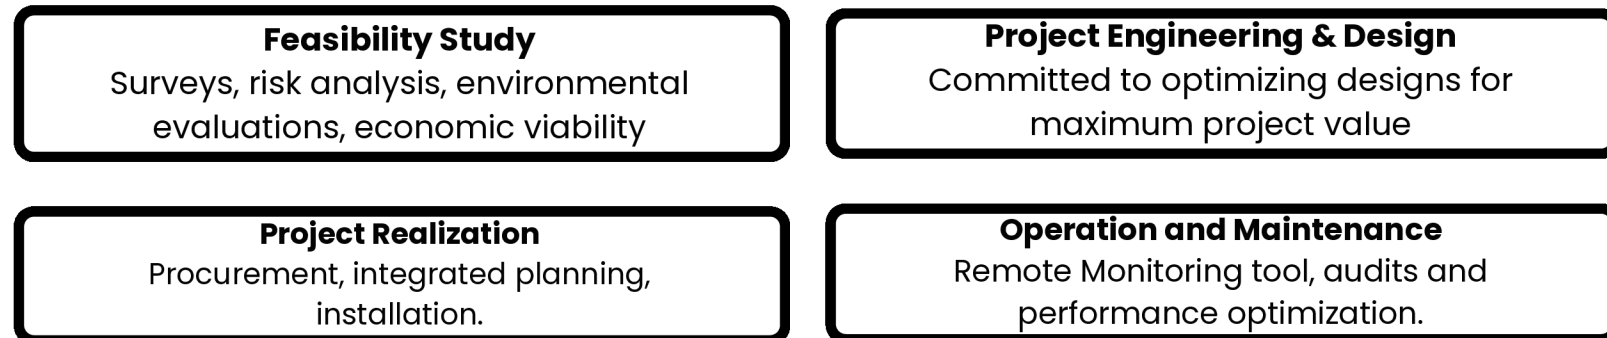 Feasibility Study
Surveys, risk analysis, environmental
evaluations, economic viability
Project Engineering & Design
Committed to optimizing designs for
maximum project value
Project Realization
Procurement, integrated planning,
installation.
Operation and Maintenance
Remote Monitoring tool, audits and
performance optimization.